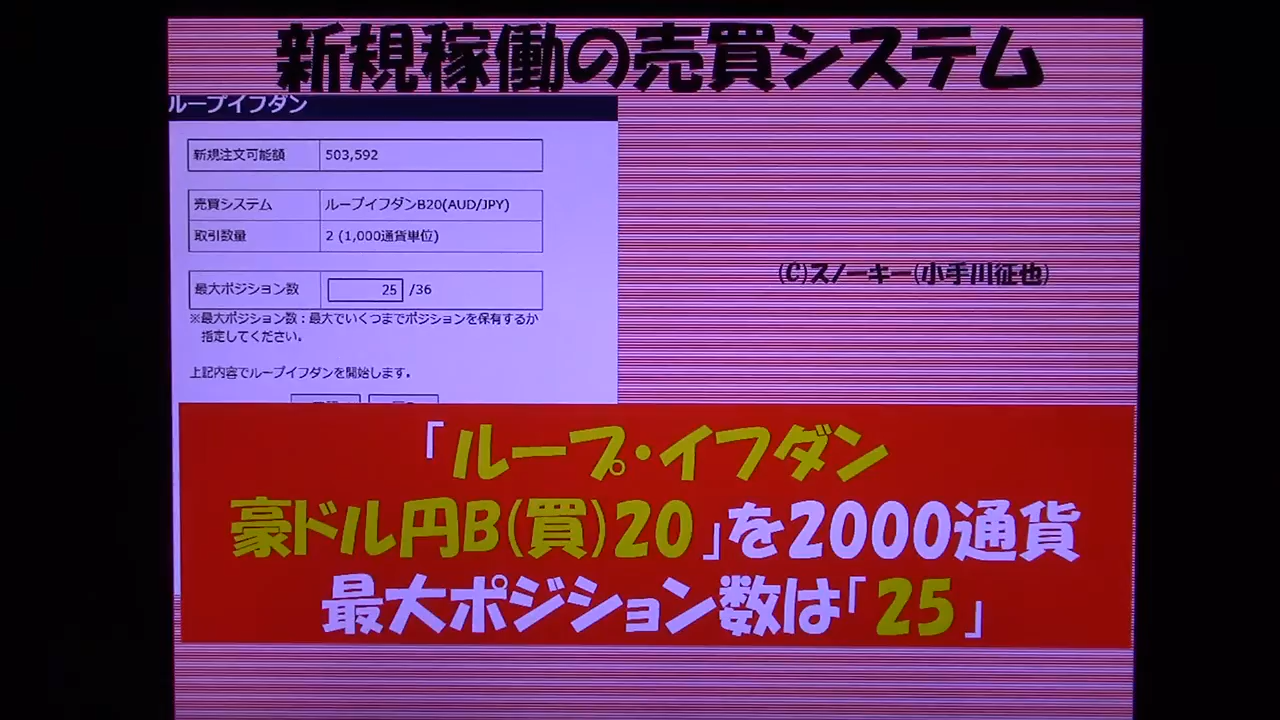 新規稼働の売買システム
ループイフダン
新規注文可能額 503,592
売買システム ループイフダンB20(AUD/JPY)
取引数量 2 (1,000通貨単位)
最大ポジション数 25 /36
※最大ポジション数：最大でいくつまでポジションを保有するか
指定してください。
上記内容でループイフダンを開始します。
(C)スノーキー(小手川征也)
「ループ・イフダン
豪ドル円B(買)20」を2000通貨
最大ポジション数は「25」